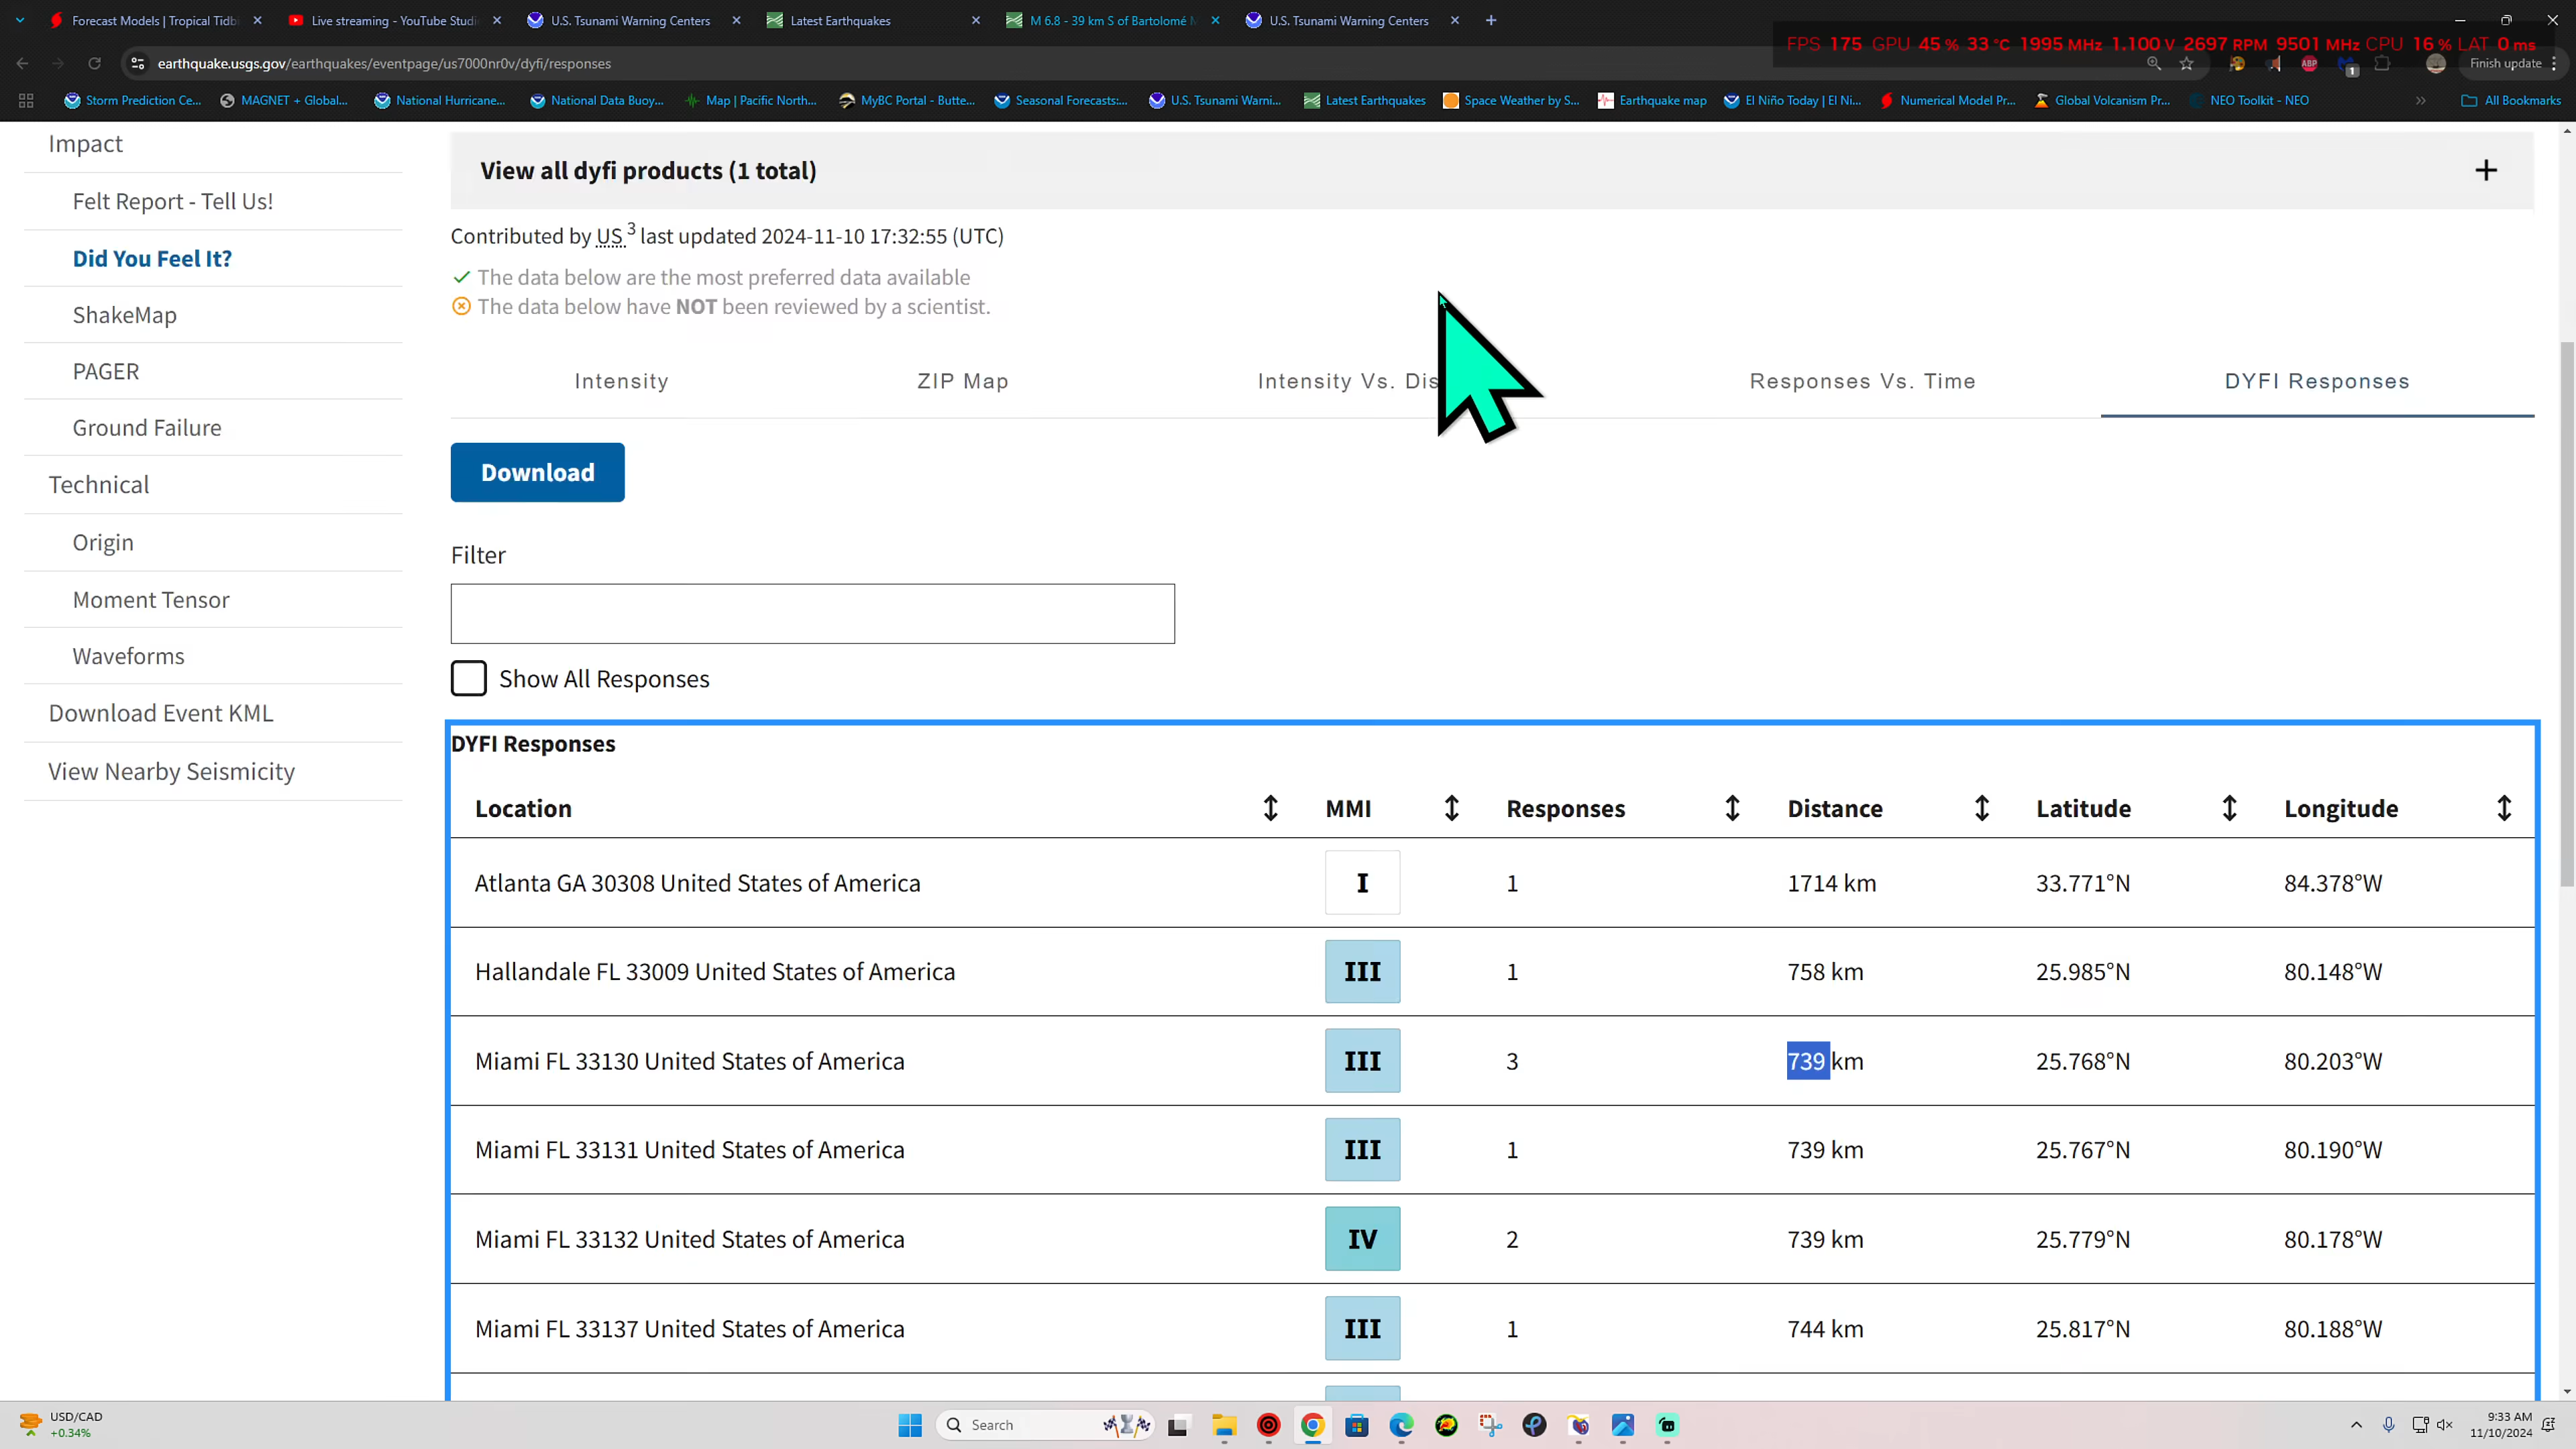 Forecast Models | Tropical Tidb
Live streaming - YouTube Studi
U.S. Tsunami Warning Centers
Latest Earthquakes
M 6.8 - 39 km S of Bartolomé M
U.S. Tsunami Warning Centers
FPS 175 GPU 45 % 33 °C 1995 MHz 1.100 V 2697 RPM 9501 MHz CPU 16 % LAT 0 ms
earthquake.usgs.gov/earthquakes/eventpage/us7000nr0v/dyfi/responses
ABP
1
Finish update
Storm Prediction Ce...
MAGNET + Global...
National Hurricane...
National Data Buoy...
Map | Pacific North...
MyBC Portal - Butte...
Seasonal Forecasts:...
U.S. Tsunami Warni...
Latest Earthquakes
Space Weather by S...
Earthquake map
El Niño Today | El Ni...
Numerical Model Pr...
Global Volcanism Pr...
NEO Toolkit - NEO
All Bookmarks
Impact
Felt Report - Tell Us!
Did You Feel It?
ShakeMap
PAGER
Ground Failure
Technical
Origin
Moment Tensor
Waveforms
Download Event KML
View Nearby Seismicity
View all dyfi products (1 total)
Contributed by US 3 last updated 2024-11-10 17:32:55 (UTC)
The data below are the most preferred data available
The data below have NOT been reviewed by a scientist.
Intensity
ZIP Map
Intensity Vs. Dis
Responses Vs. Time
DYFI Responses
Download
Filter
Show All Responses
DYFI Responses
Location MMI Responses Distance Latitude Longitude
Atlanta GA 30308 United States of America I 1 1714 km 33.771°N 84.378°W
Hallandale FL 33009 United States of America III 1 758 km 25.985°N 80.148°W
Miami FL 33130 United States of America III 3 739 km 25.768°N 80.203°W
Miami FL 33131 United States of America III 1 739 km 25.767°N 80.190°W
Miami FL 33132 United States of America IV 2 739 km 25.779°N 80.178°W
Miami FL 33137 United States of America III 1 744 km 25.817°N 80.188°W
USD/CAD
+0.34%
Search
9:33 AM
11/10/2024